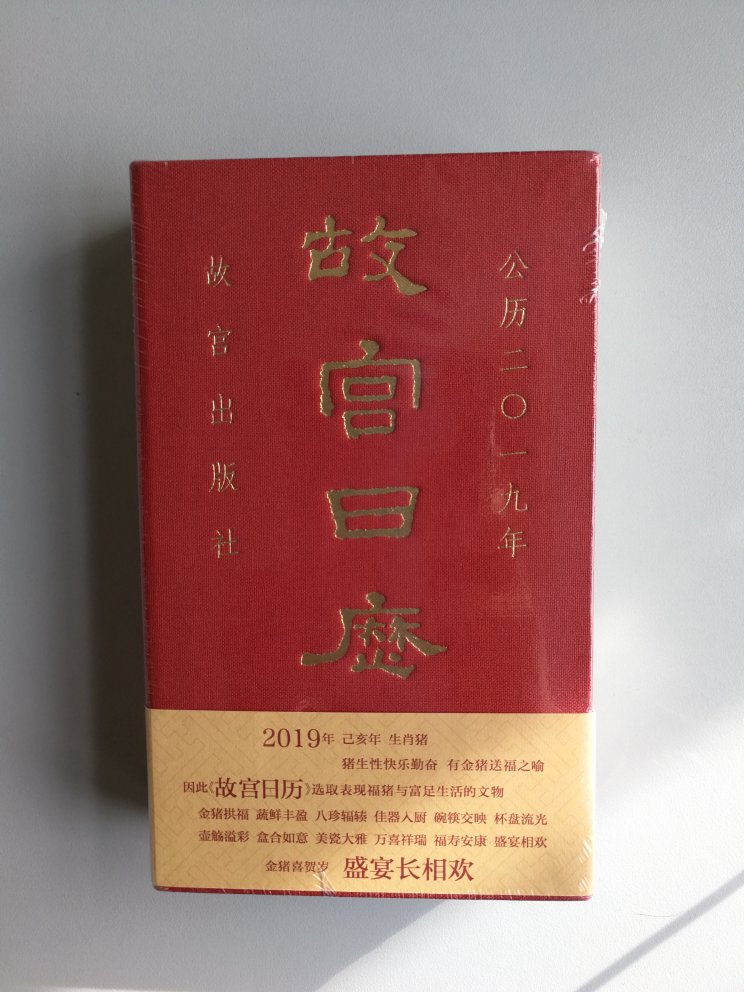 公历二〇一九年
故宫日历
故宫出版社
2019年 己亥年 生肖猪
猪生性快乐勤奋 有金猪送福之喻
因此《故宫日历》选取表现福猪与富足生活的文物
金猪拱福 蔬鲜丰盈 八珍辐辏 佳器入厨 碗筷交映 杯盘流光
壶觞溢彩 盒合如意 美瓷大雅 万喜祥瑞 福寿安康 盛宴相欢
金猪喜贺岁 盛宴长相欢